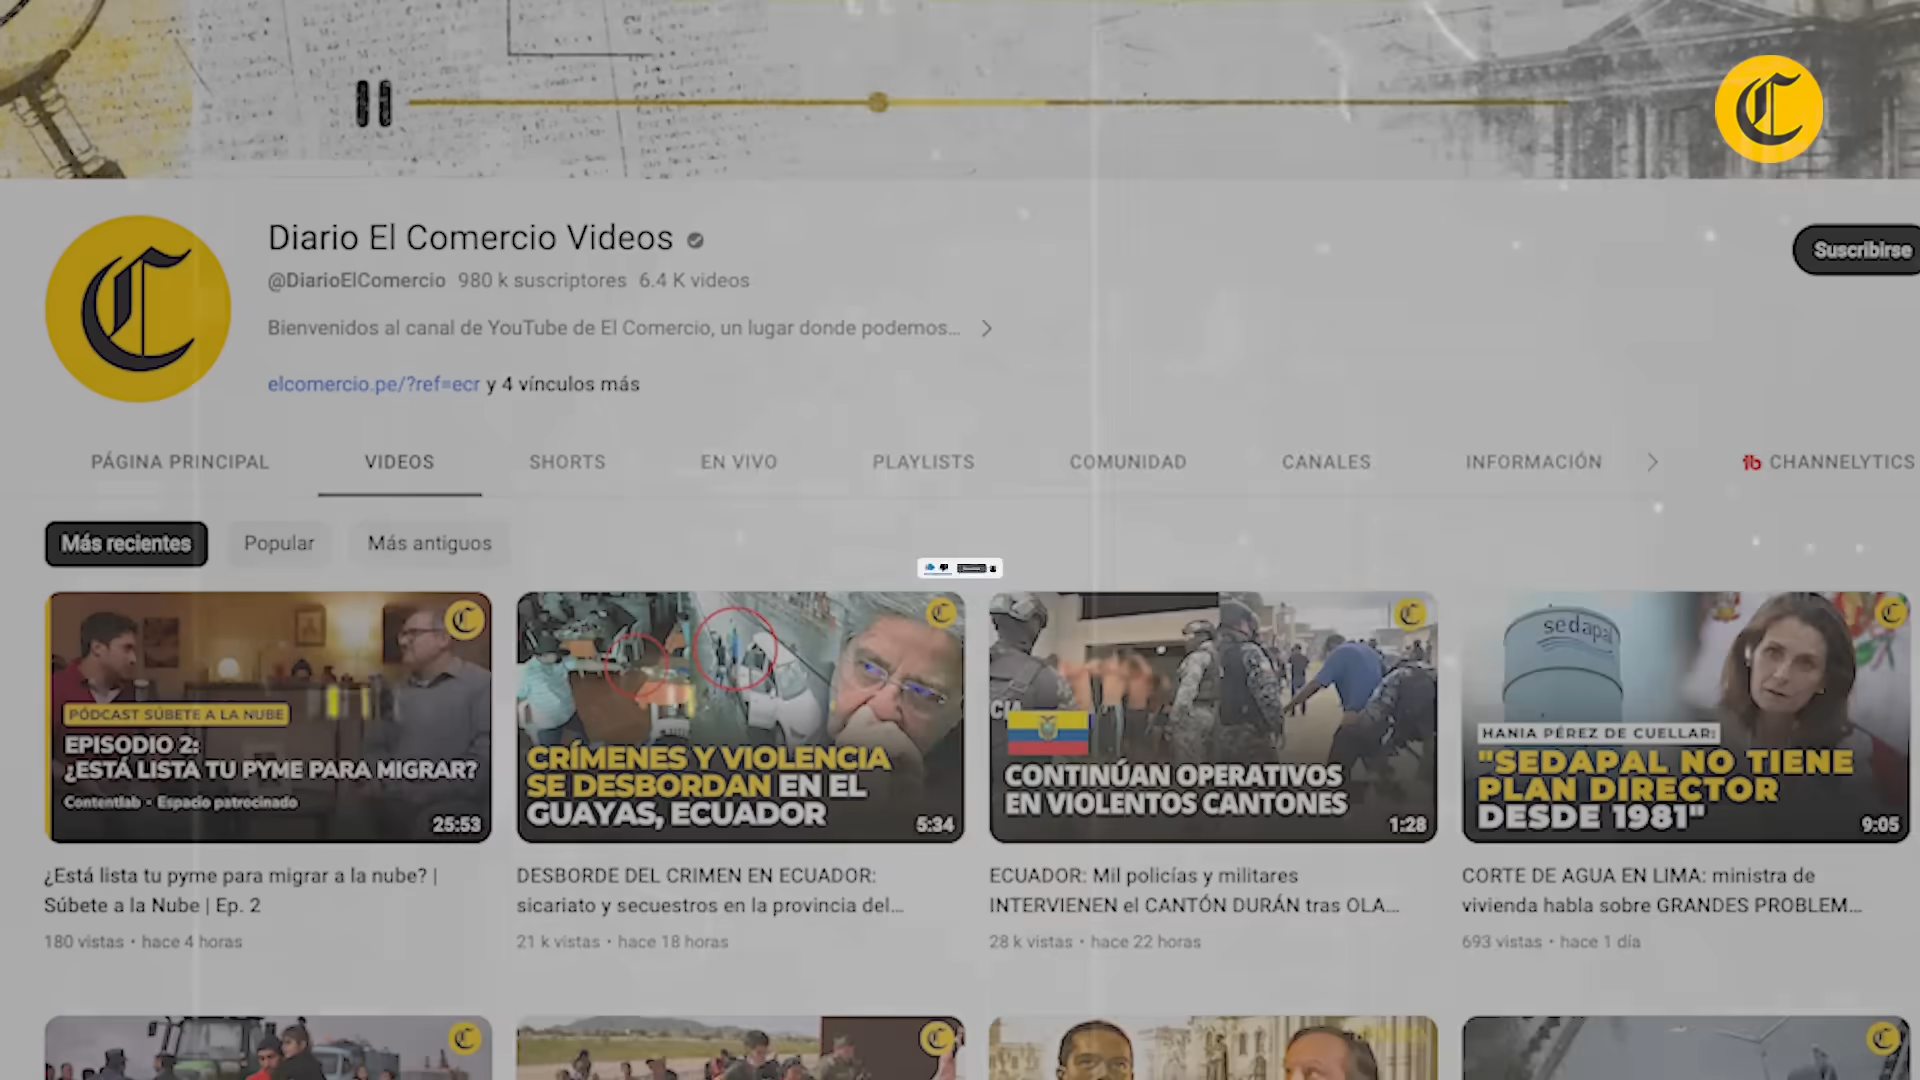 Diario El Comercio Videos
@DiarioElComercio 980 k suscriptores 6.4 K videos
Bienvenidos al canal de YouTube de El Comercio, un lugar donde podemos...
elcomercio.pe/?ref=ecr y 4 vínculos más
Suscribirse
PÁGINA PRINCIPAL VIDEOS SHORTS EN VIVO PLAYLISTS COMUNIDAD CANALES INFORMACIÓN CHANNELYTICS
Más recientes Popular Más antiguos
PÓDCAST SÚBETE A LA NUBE
EPISODIO 2:
¿ESTÁ LISTA TU PYME PARA MIGRAR?
Contentlab - Espacio patrocinado
25:53
¿Está lista tu pyme para migrar a la nube? |
Súbete a la Nube | Ep. 2
180 vistas • hace 4 horas
CRÍMENES Y VIOLENCIA
SE DESBORDAN EN EL
GUAYAS, ECUADOR
5:34
DESBORDE DEL CRIMEN EN ECUADOR:
sicariato y secuestros en la provincia del...
21 k vistas • hace 18 horas
CONTINÚAN OPERATIVOS
EN VIOLENTOS CANTONES
1:28
ECUADOR: Mil policías y militares
INTERVIENEN el CANTÓN DURÁN tras OLA...
28 k vistas • hace 22 horas
sedapal
HANIA PÉREZ DE CUELLAR:
"SEDAPAL NO TIENE
PLAN DIRECTOR
DESDE 1981"
9:05
CORTE DE AGUA EN LIMA: ministra de
vivienda habla sobre GRANDES PROBLEM...
693 vistas • hace 1 día